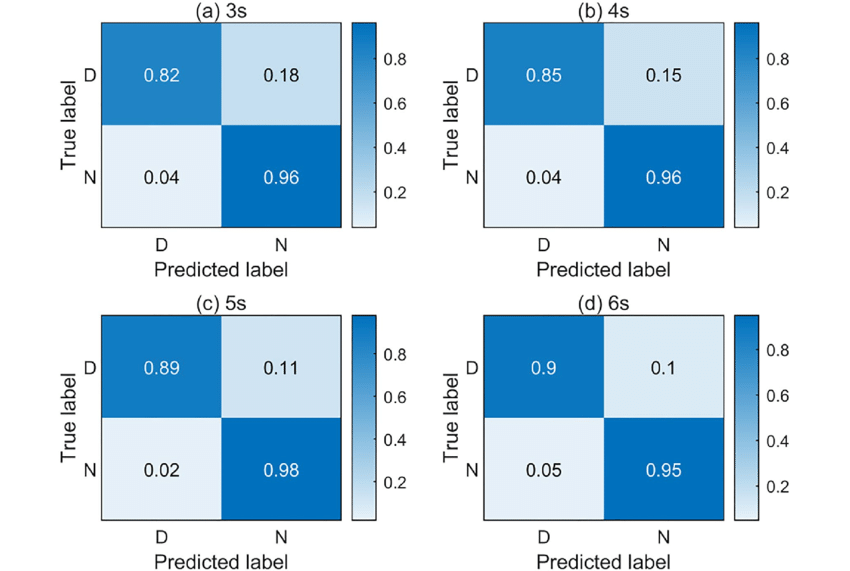 (a) 3s
True label
D
0.82
0.18
N
0.04
0.96
D
N
Predicted label
0.8
0.6
0.4
0.2
(b) 4s
True label
D
0.85
0.15
N
0.04
0.96
D
N
Predicted label
0.8
0.6
0.4
0.2
(c) 5s
True label
D
0.89
0.11
N
0.02
0.98
D
N
Predicted label
0.8
0.6
0.4
0.2
(d) 6s
True label
D
0.9
0.1
N
0.05
0.95
D
N
Predicted label
0.8
0.6
0.4
0.2